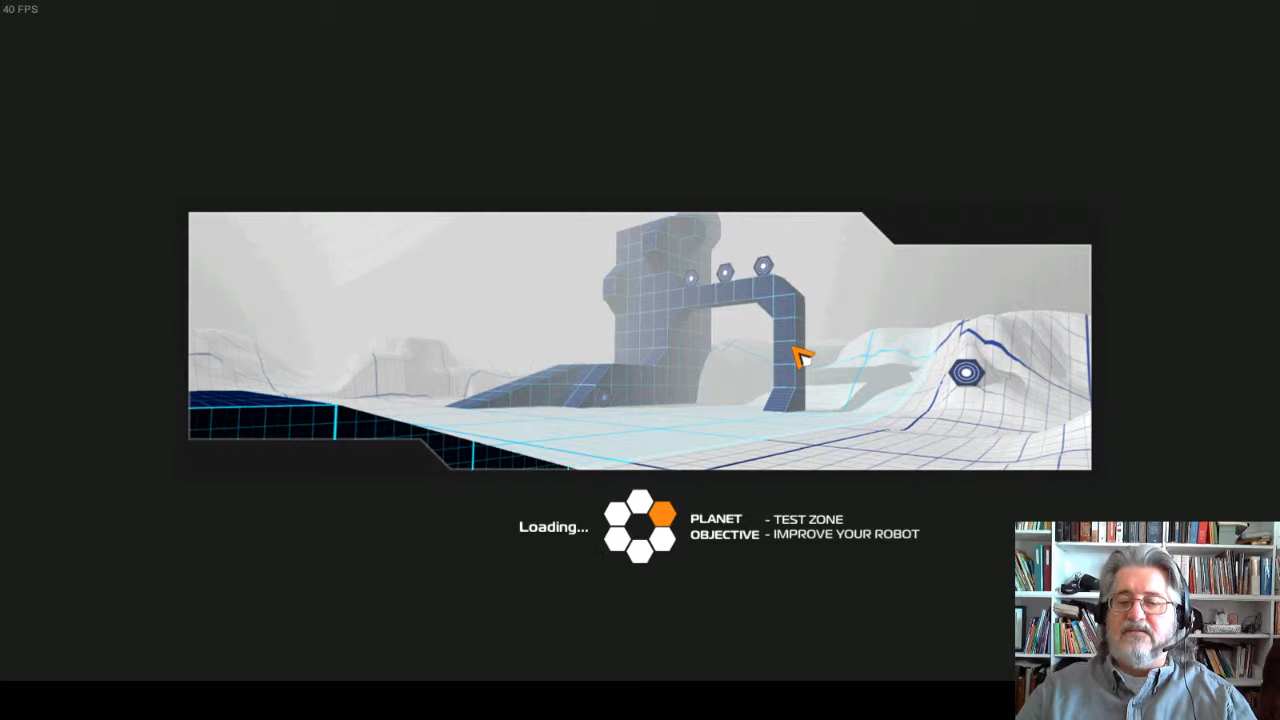 40 FPS
Loading...
PLANET - TEST ZONE
OBJECTIVE - IMPROVE YOUR ROBOT